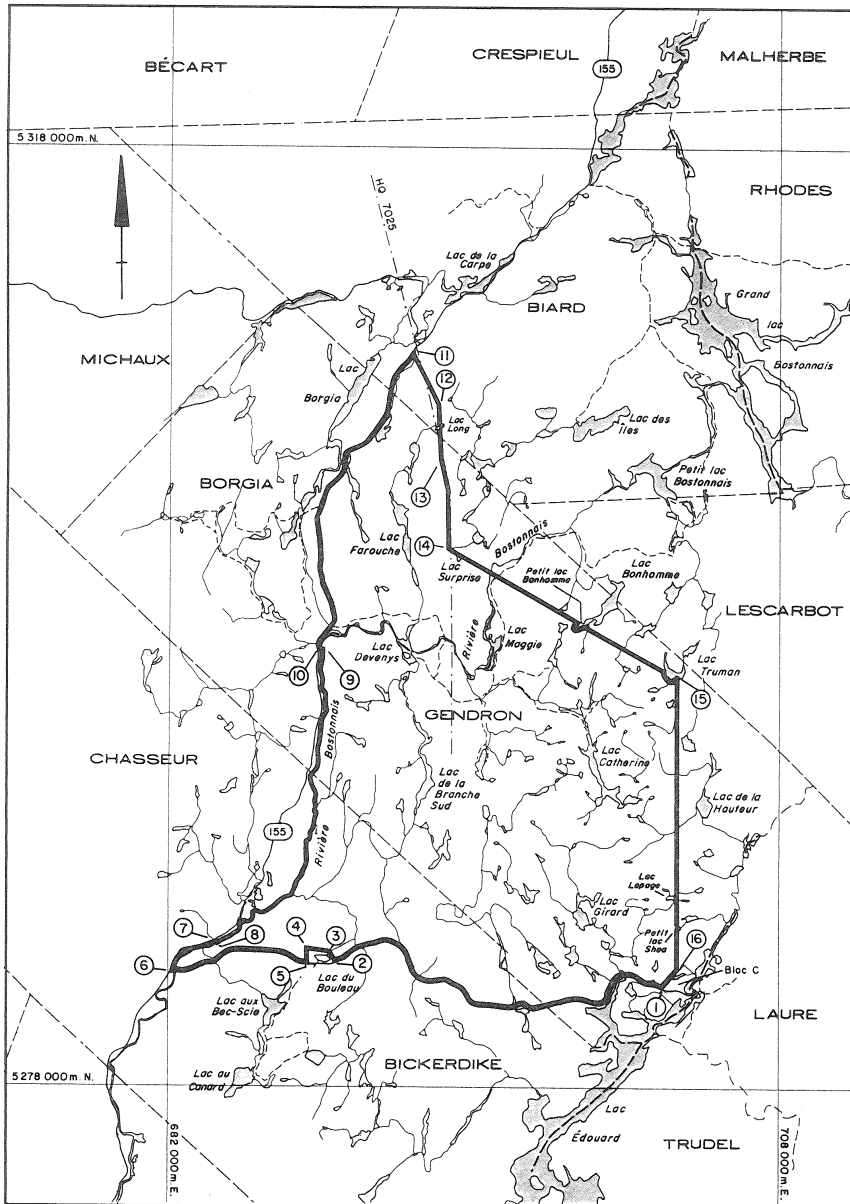 CRESPIEUL
MALHERBE
BÉCART
155
5 318 000 m. N.
RHODES
HQ 7025
Lac de la
Carpe
Grand
lac
Bostonnais
BIARD
MICHAUX
Lac
Borgia
11
12
Lac
Long
Lac des
Îles
Petit lac
Bostonnais
13
BORGIA
Lac
Farouche
14
Lac
Surprise
Bostonnais
Rivière
Petit lac
Bonhomme
Lac
Bonhomme
LESCARBOT
Lac
Maggie
Lac
Truman
10
9
Lac
Devenys
15
GENDRON
Bostonnais
Rivière
CHASSEUR
Lac
Catherine
Lac
de la
Branche
Sud
Lac de la
Hauteur
155
Lac
Lepage
Lac
Girard
Petit
lac
Shea
7
8
4
3
16
6
5
2
Bloc C
Lac du
Bouleau
1
Lac aux
Bec-Scie
LAURE
BICKERDIKE
5 278 000 m. N.
Lac au
Canard
Lac
Édouard
TRUDEL
682 000 m. E.
708 000 m. E.